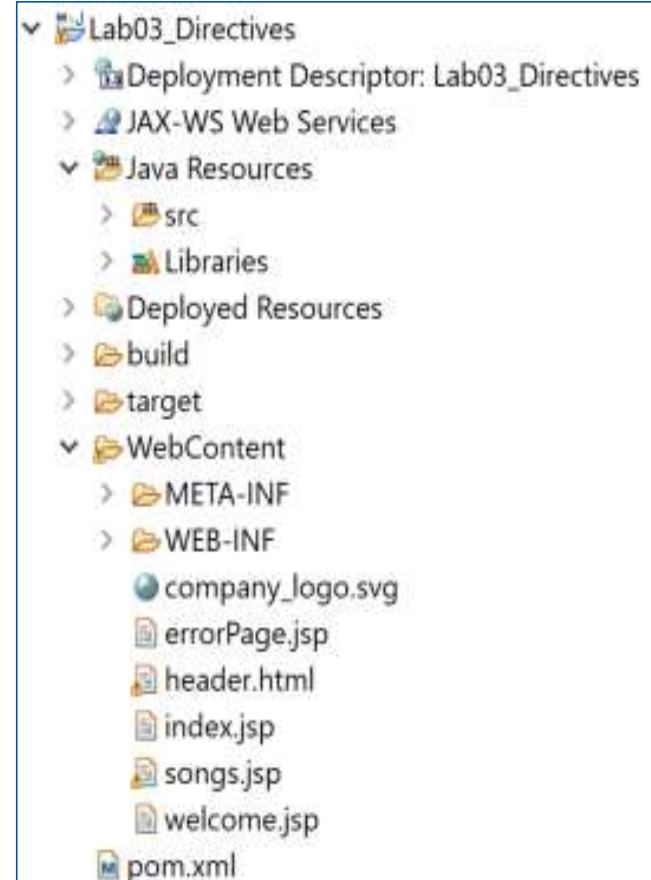 Lab03_Directives
Deployment Descriptor: Lab03_Directives
JAX-WS Web Services
Java Resources
src
Libraries
Deployed Resources
build
target
WebContent
META-INF
WEB-INF
company_logo.svg
errorPage.jsp
header.html
index.jsp
songs.jsp
welcome.jsp
pom.xml